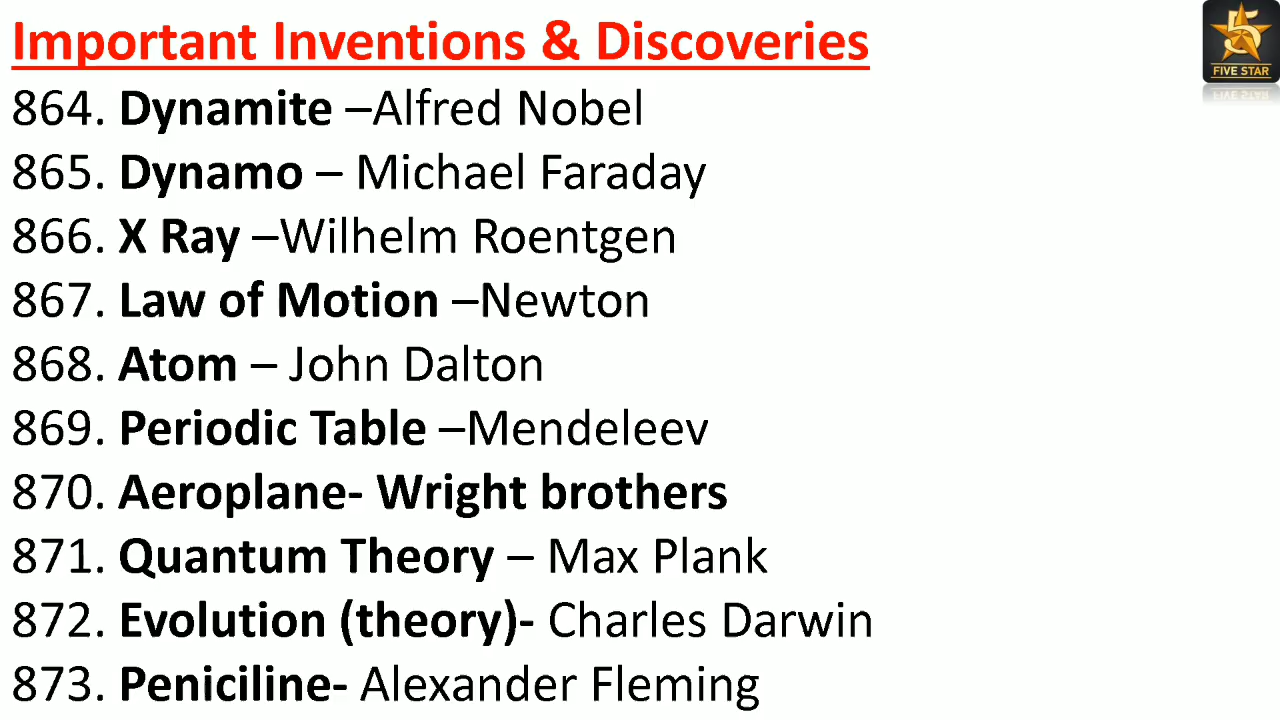 Important Inventions & Discoveries
5
FIVE STAR
864. Dynamite –Alfred Nobel
865. Dynamo – Michael Faraday
866. X Ray –Wilhelm Roentgen
867. Law of Motion –Newton
868. Atom – John Dalton
869. Periodic Table –Mendeleev
870. Aeroplane- Wright brothers
871. Quantum Theory – Max Plank
872. Evolution (theory)- Charles Darwin
873. Peniciline- Alexander Fleming